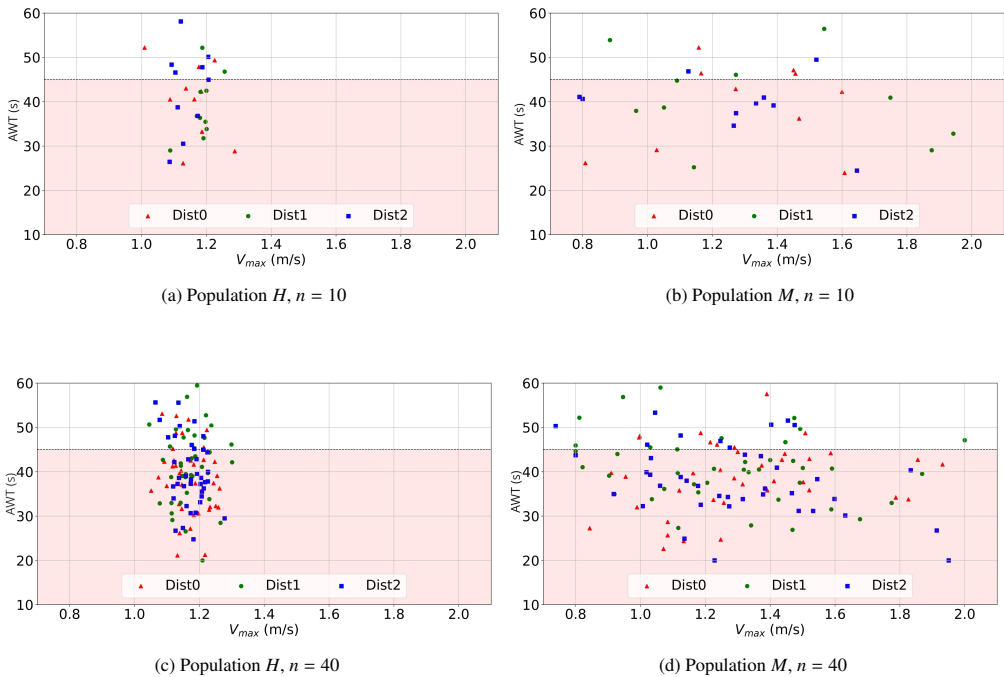 60
50
40
30
20
10
AWT (s)
Dist0 Dist1 Dist2
0.8 1.0 1.2 1.4 1.6 1.8 2.0
Vmax (m/s)
(a) Population H, n = 10
60
50
40
30
20
10
AWT (s)
Dist0 Dist1 Dist2
0.8 1.0 1.2 1.4 1.6 1.8 2.0
Vmax (m/s)
(b) Population M, n = 10
60
50
40
30
20
10
AWT (s)
Dist0 Dist1 Dist2
0.8 1.0 1.2 1.4 1.6 1.8 2.0
Vmax (m/s)
(c) Population H, n = 40
60
50
40
30
20
10
AWT (s)
Dist0 Dist1 Dist2
0.8 1.0 1.2 1.4 1.6 1.8 2.0
Vmax (m/s)
(d) Population M, n = 40